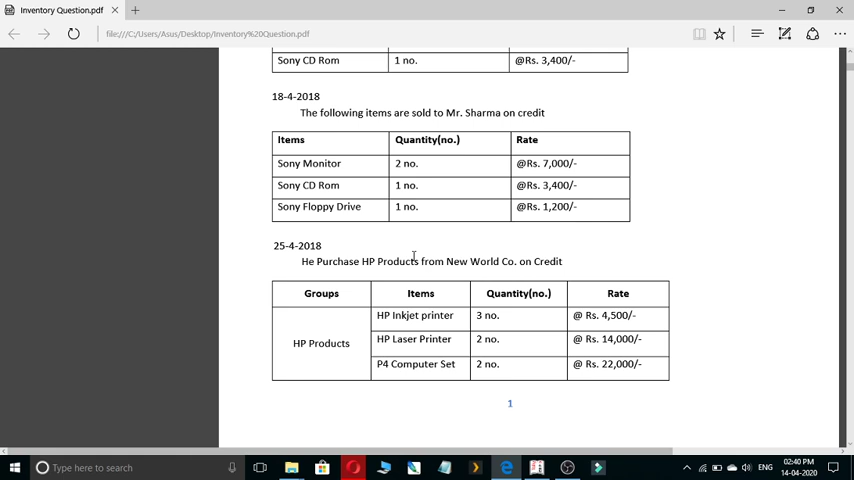 Inventory Question.pdf
file:///C:/Users/Asus/Desktop/Inventory%20Question.pdf
Sony CD Rom 1 no. @Rs. 3,400/-
18-4-2018
The following items are sold to Mr. Sharma on credit
Items Quantity(no.) Rate
Sony Monitor 2 no. @Rs. 7,000/-
Sony CD Rom 1 no. @Rs. 3,400/-
Sony Floppy Drive 1 no. @Rs. 1,200/-
25-4-2018
He Purchase HP Products from New World Co. on Credit
Groups Items Quantity(no.) Rate
HP Inkjet printer 3 no. @ Rs. 4,500/-
HP Products HP Laser Printer 2 no. @ Rs. 14,000/-
P4 Computer Set 2 no. @ Rs. 22,000/-
1
Type here to search
ENG
02:40 PM
14-04-2020